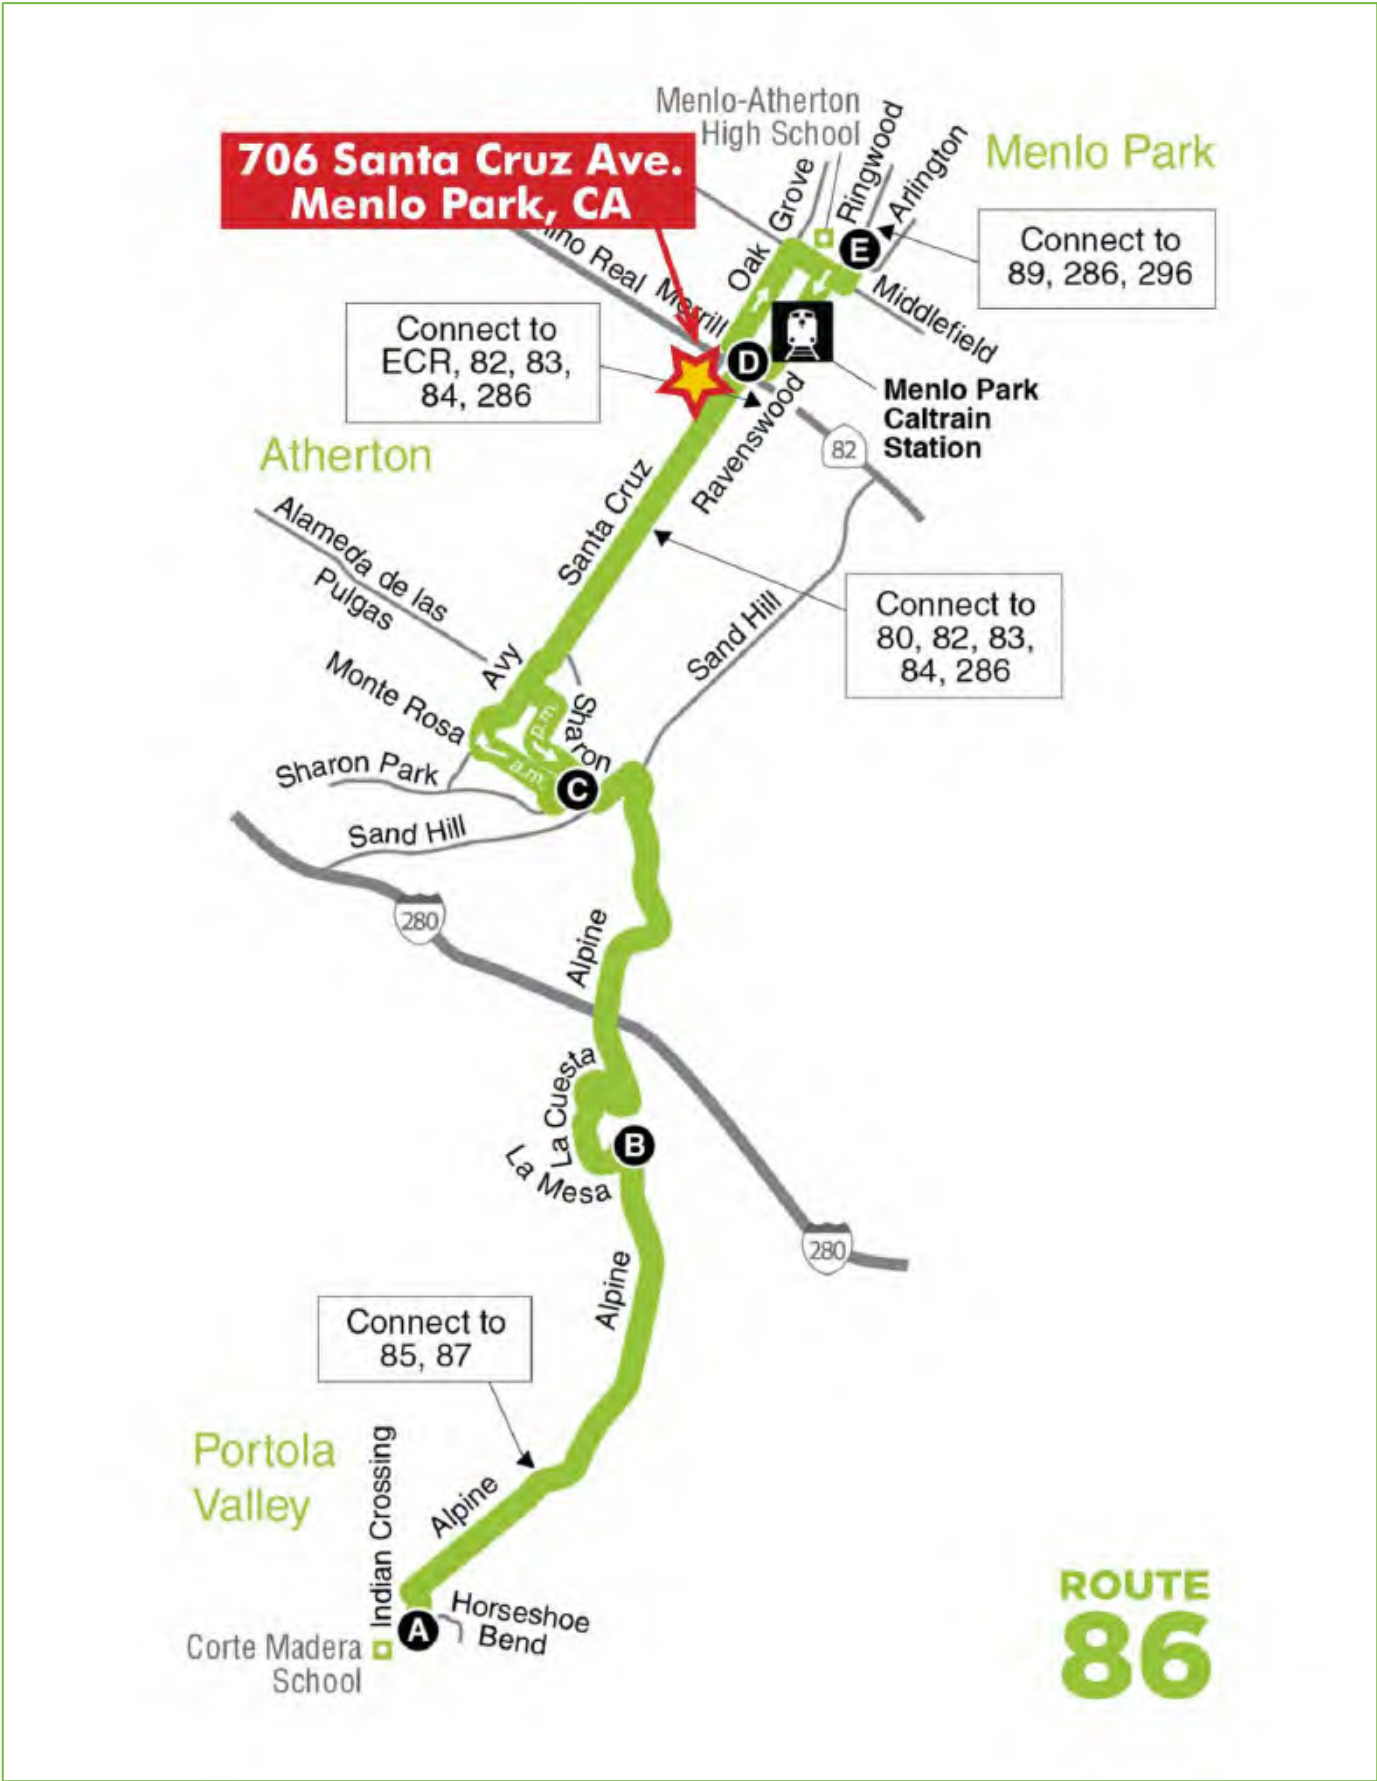 Menlo-Atherton
High School
706 Santa Cruz Ave.
Menlo Park, CA
Grove
Ringwood
Arlington
Menlo Park
Connect to
89, 286, 296
E
Real
Oak
Merrill
Middlefield
Connect to
ECR, 82, 83,
84, 286
D
Ravenswood
Menlo Park
Caltrain
Station
82
Atherton
Santa Cruz
Alameda de las
Pulgas
Sand Hill
Connect to
80, 82, 83,
84, 286
Avy
Monte Rosa
Sharon
p.m.
a.m.
Sharon Park
C
Sand Hill
280
Alpine
La Cuesta
La Mesa
B
280
Alpine
Connect to
85, 87
Portola
Valley
Indian Crossing
Alpine
Horseshoe
Bend
A
Corte Madera
School
ROUTE
86